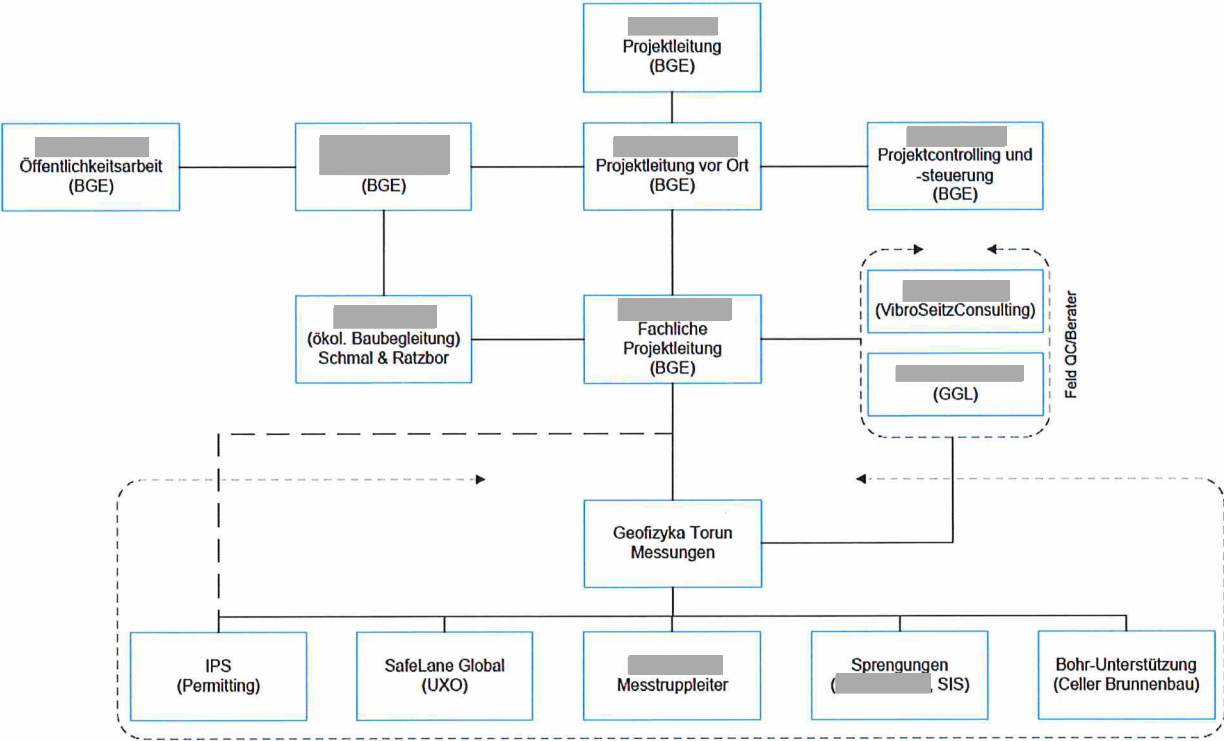 Projektleitung
(BGE)
Öffentlichkeitsarbeit
(BGE)
(BGE)
Projektleitung vor Ort
(BGE)
Projektcontrolling und
-steuerung
(BGE)
(ökol. Baubegleitung)
Schmal & Ratzbor
Fachliche
Projektleitung
(BGE)
(VibroSeitzConsulting)
(GGL)
Feld QC/Berater
Geofizyka Torun
Messungen
IPS
(Permitting)
SafeLane Global
(UXO)
Messtruppleiter
Sprengungen
( , SIS)
Bohr-Unterstützung
(Celler Brunnenbau)